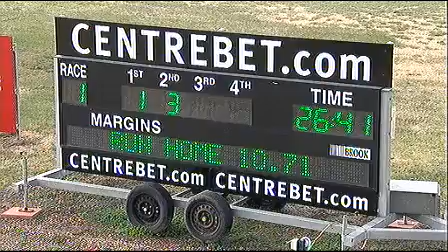 CENTREBET.com
RACE 1ST 2ND 3RD 4TH TIME
1 1 3 26:41
MARGINS
RUN HOME 10.71
BROOK
CENTREBET.com CENTREBET.com